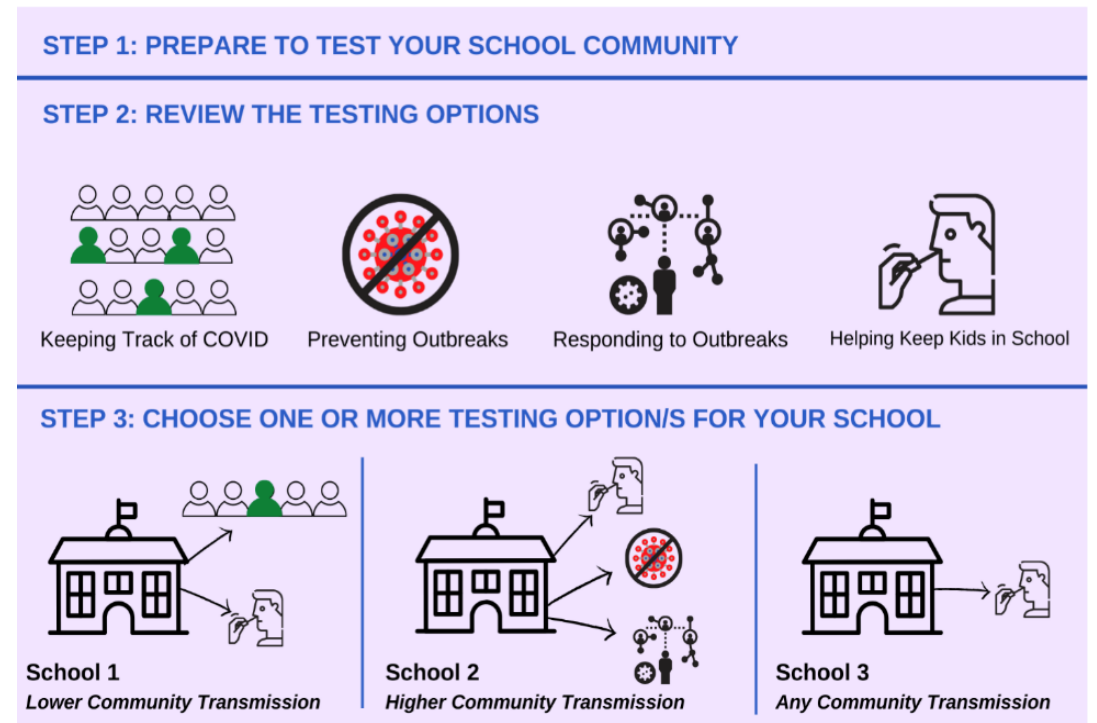 STEP 1: PREPARE TO TEST YOUR SCHOOL COMMUNITY
STEP 2: REVIEW THE TESTING OPTIONS
Keeping Track of COVID
Preventing Outbreaks
Responding to Outbreaks
Helping Keep Kids in School
STEP 3: CHOOSE ONE OR MORE TESTING OPTION/S FOR YOUR SCHOOL
School 1
Lower Community Transmission
School 2
Higher Community Transmission
School 3
Any Community Transmission